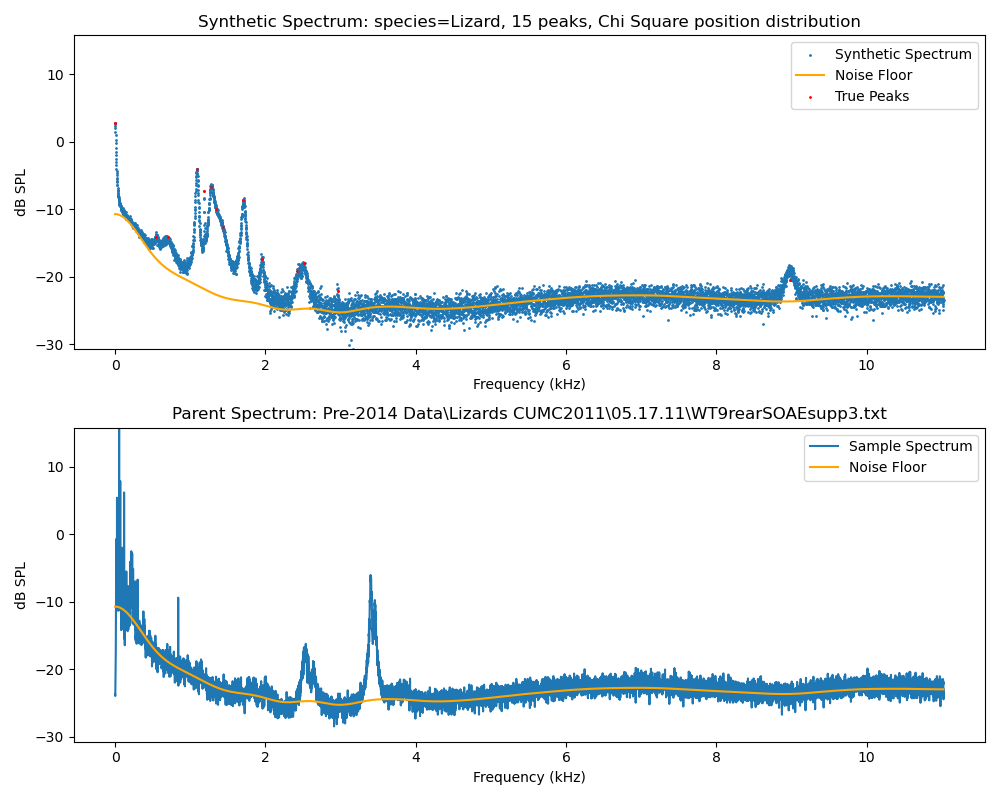 Synthetic Spectrum: species=Lizard, 15 peaks, Chi Square position distribution
dB SPL
10
0
−10
−20
−30
Synthetic Spectrum
Noise Floor
True Peaks
0 2 4 6 8 10
Frequency (kHz)
Parent Spectrum: Pre-2014 Data\Lizards CUMC2011\05.17.11\WT9rearSOAEsupp3.txt
dB SPL
10
0
−10
−20
−30
Sample Spectrum
Noise Floor
0 2 4 6 8 10
Frequency (kHz)